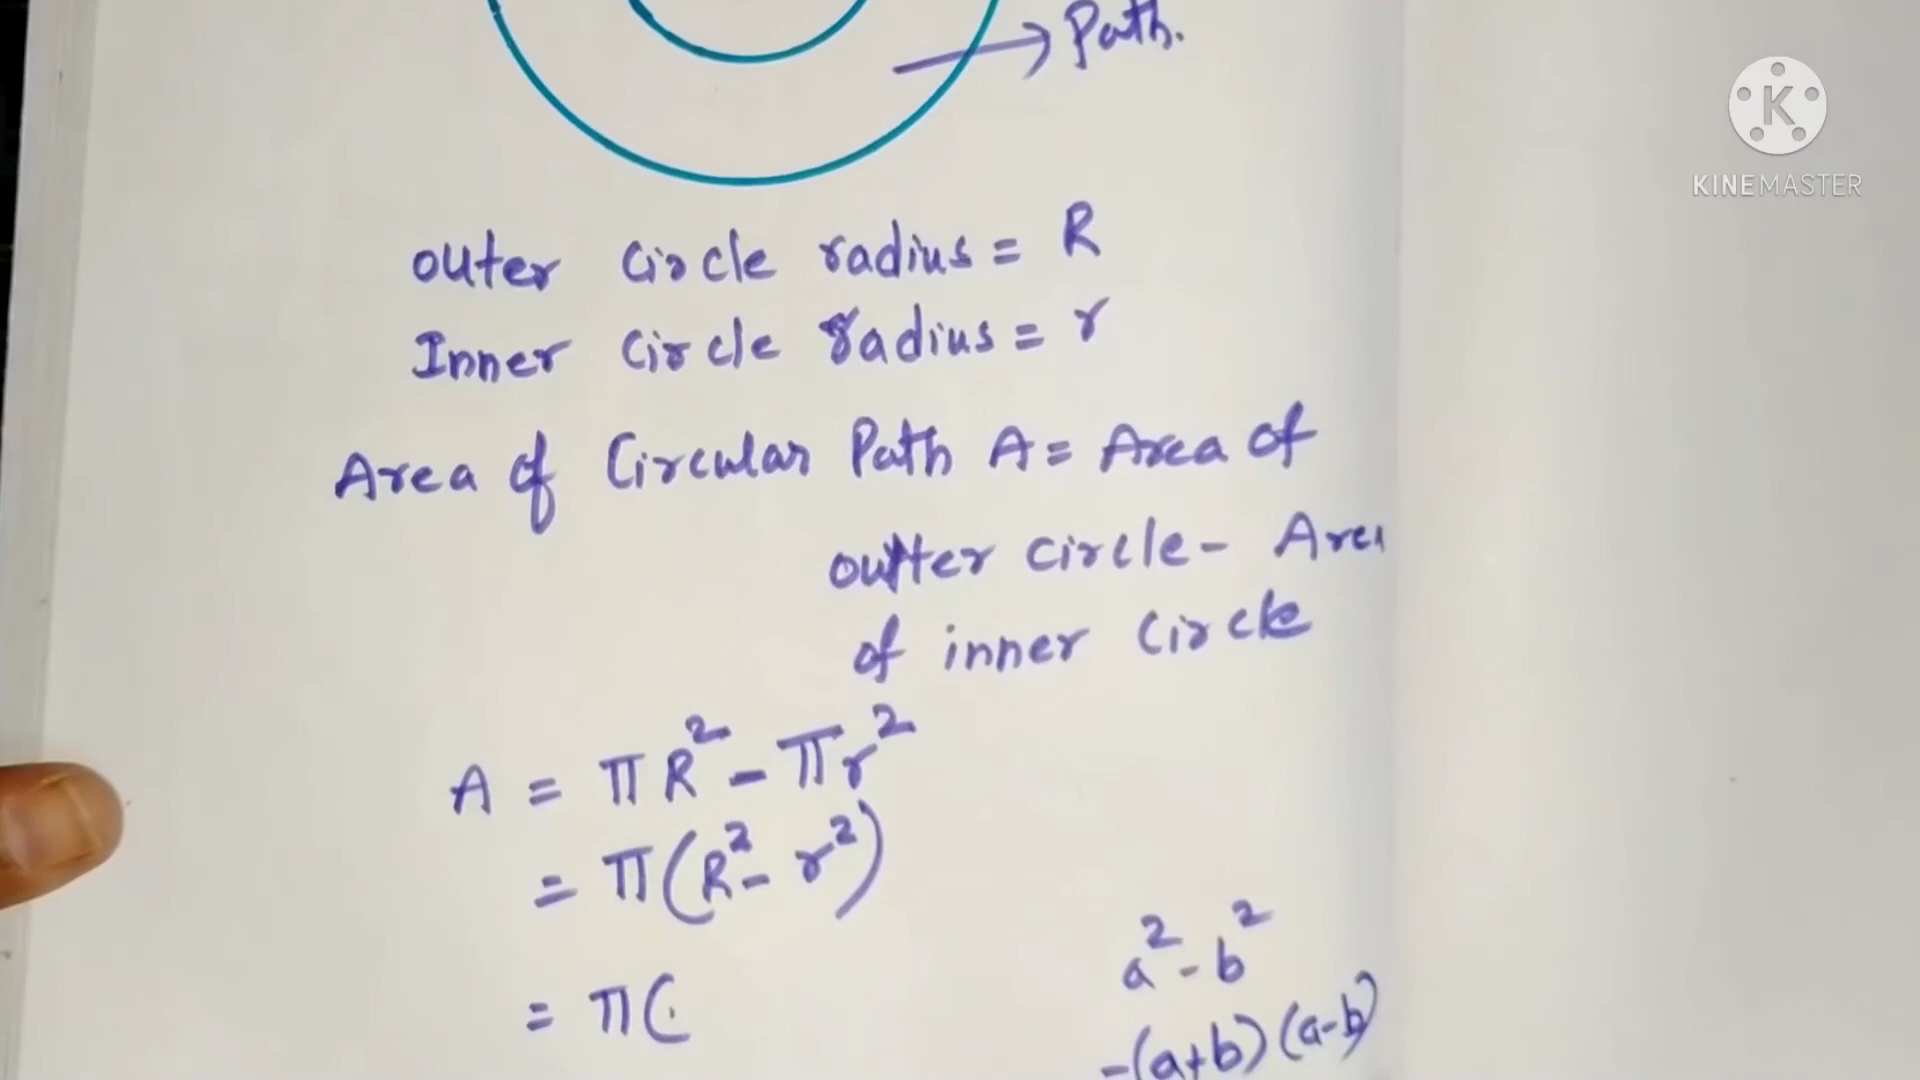 Path.
K
KINEMASTER
outer circle radius = R
Inner circle radius = r
Area of Circular Path A = Area of
outter circle - Area
of inner circle
A = πR² - πr²
= π(R² - r²)
= π(
a² - b²
=(a+b)(a-b)